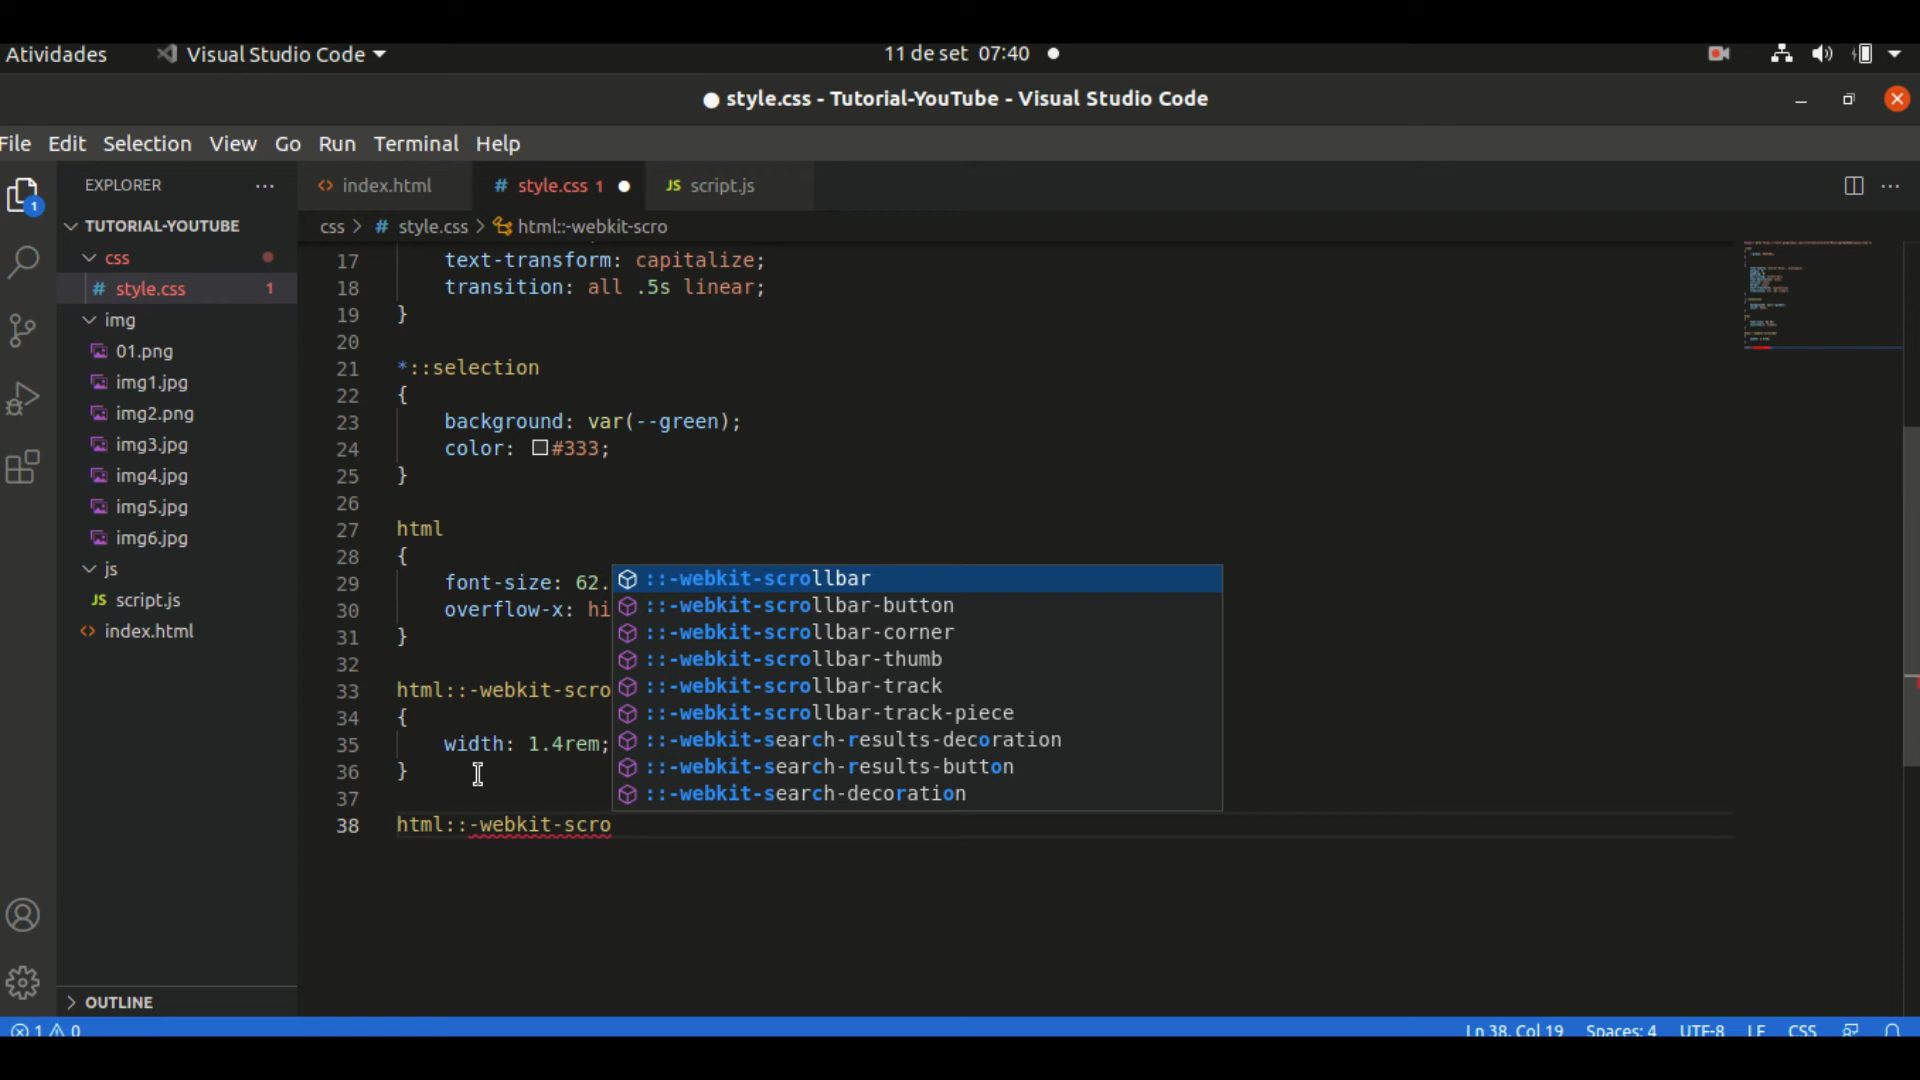 Atividades Visual Studio Code 11 de set 07:40
style.css - Tutorial-YouTube - Visual Studio Code
File Edit Selection View Go Run Terminal Help
EXPLORER ...
1
TUTORIAL-YOUTUBE
css
# style.css 1
img
01.png
img1.jpg
img2.png
img3.jpg
img4.jpg
img5.jpg
img6.jpg
js
JS script.js
<> index.html
OUTLINE
<> index.html # style.css 1 JS script.js ...
css > # style.css > html::-webkit-scro
17 text-transform: capitalize;
18 transition: all .5s linear;
19 }
20
21 *::selection
22 {
23 background: var(--green);
24 color: #333;
25 }
26
27 html
28 {
29 font-size: 62.
30 overflow-x: hi
31 }
32
33 html::-webkit-scro
34 {
35 width: 1.4rem;
36 }
37
38 html::-webkit-scro
::-webkit-scrollbar
::-webkit-scrollbar-button
::-webkit-scrollbar-corner
::-webkit-scrollbar-thumb
::-webkit-scrollbar-track
::-webkit-scrollbar-track-piece
::-webkit-search-results-decoration
::-webkit-search-results-button
::-webkit-search-decoration
1 0 Ln 38, Col 19 Spaces: 4 UTF-8 LF CSS